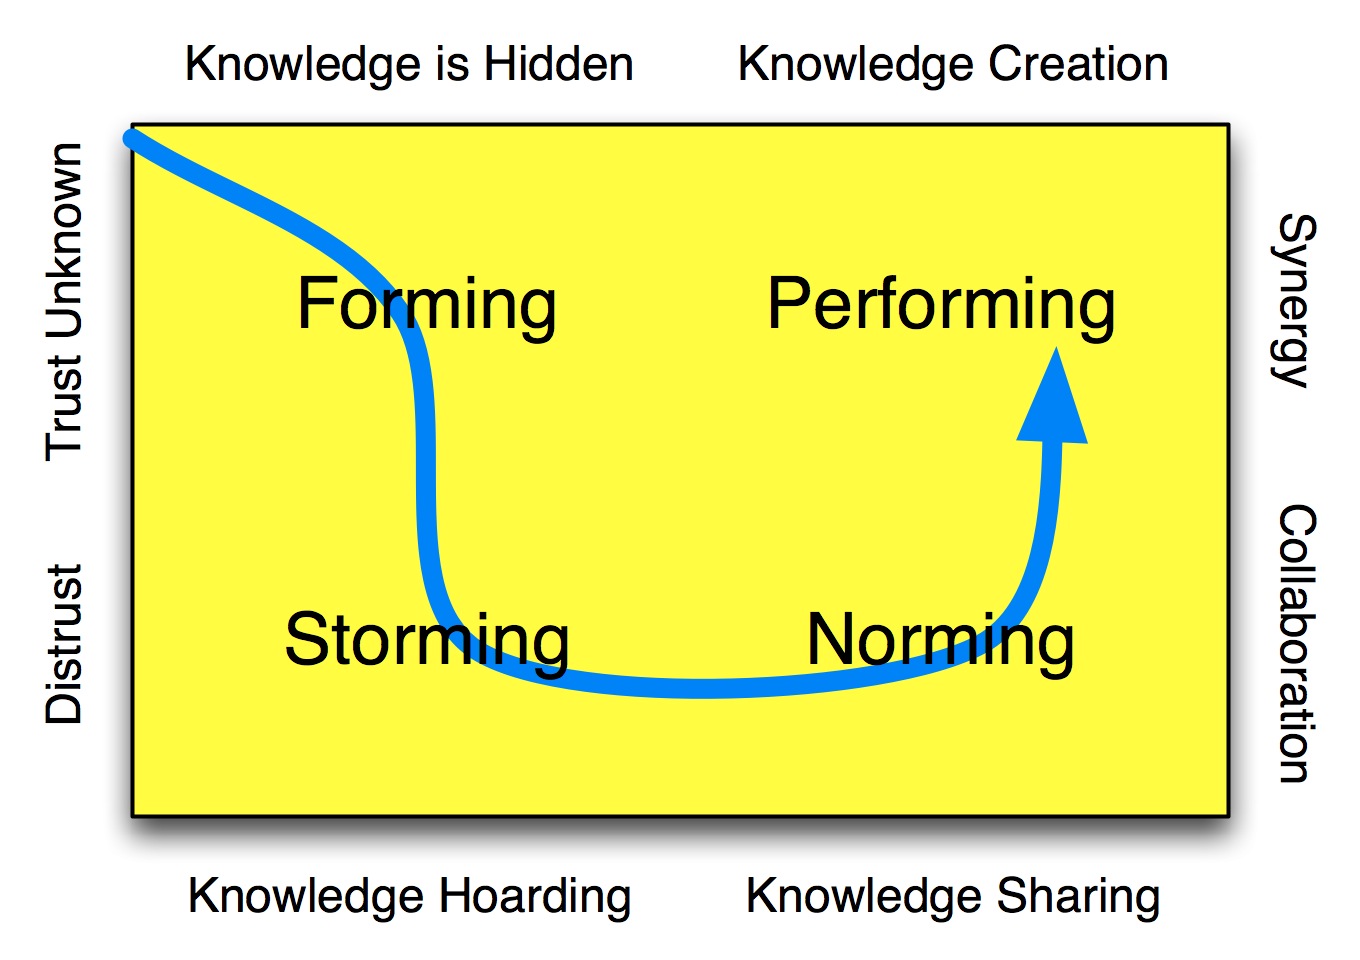 Knowledge is Hidden
Knowledge Creation
Trust Unknown
Forming
Performing
Synergy
Distrust
Storming
Norming
Collaboration
Knowledge Hoarding
Knowledge Sharing